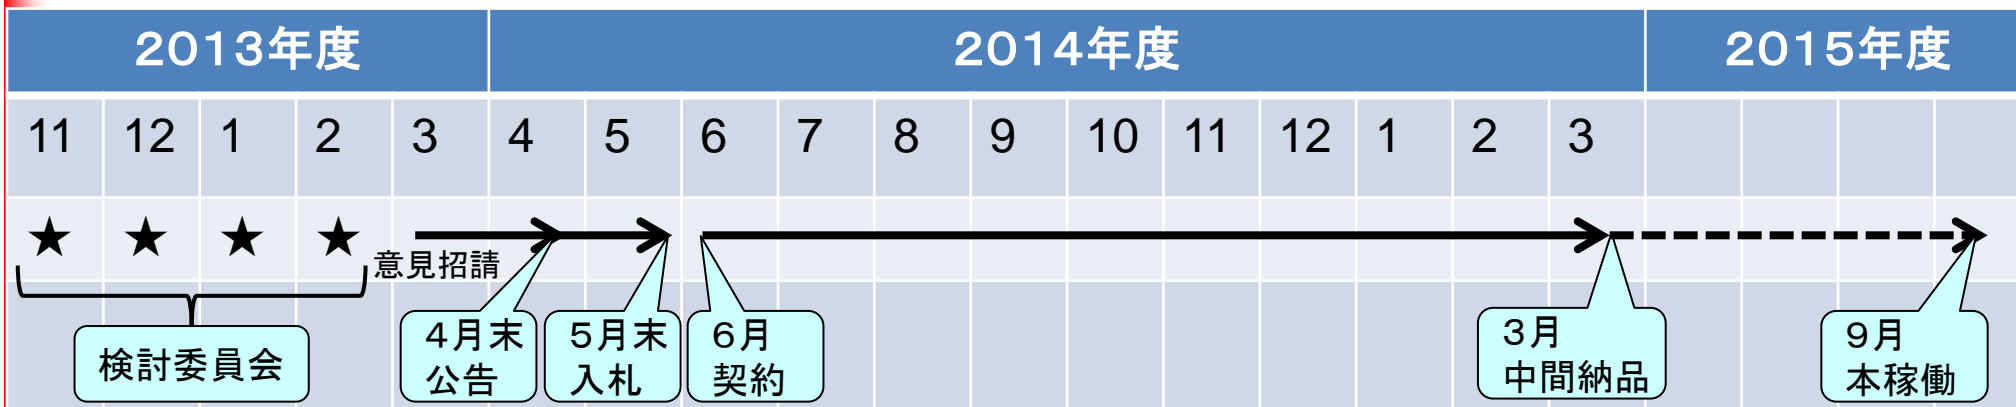 ２０１３年度 ２０１４年度 ２０１５年度
11 12 1 2 3 4 5 6 7 8 9 10 11 12 1 2 3
★ ★ ★ ★
意見招請
検討委員会
４月末
公告
５月末
入札
６月
契約
３月
中間納品
９月
本稼働